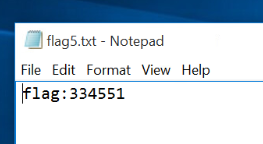 flag5.txt - Notepad
File Edit Format View Help
flag:334551